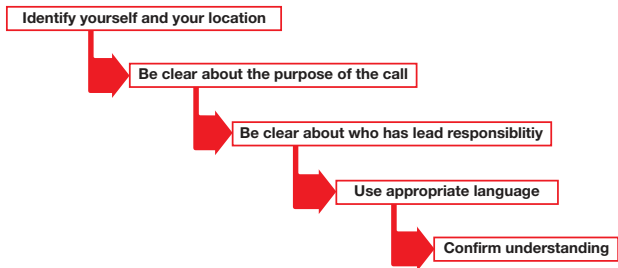 Identify yourself and your location
Be clear about the purpose of the call
Be clear about who has lead responsiblitiy
Use appropriate language
Confirm understanding